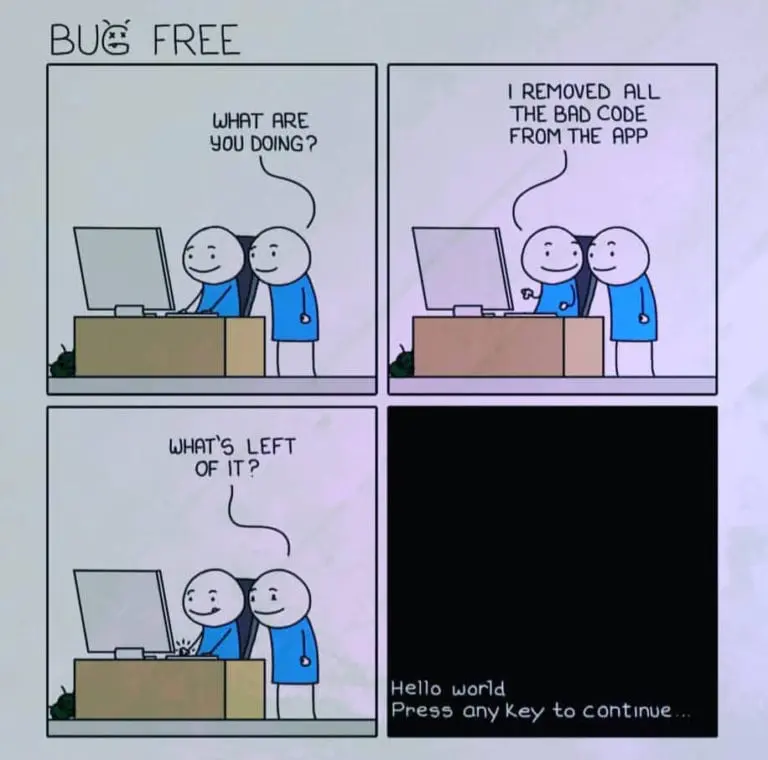 BUG FREE
WHAT ARE
YOU DOING?
I REMOVED ALL
THE BAD CODE
FROM THE APP
WHAT'S LEFT
OF IT?
Hello world
Press any Key to continue...